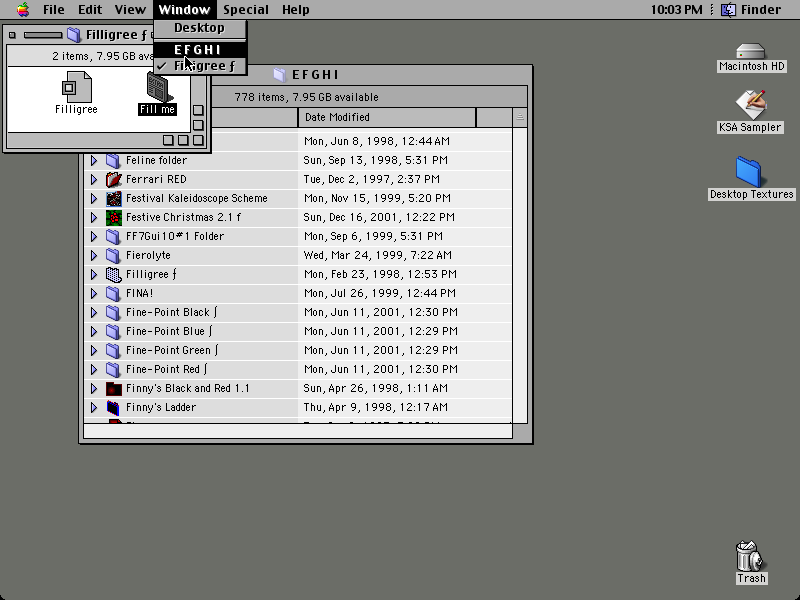 File Edit View Window Special Help 10:03 PM Finder
Desktop
E F G H I
Filligree ƒ
Filligree ƒ
2 items, 7.95 GB ava
Filligree
Fill me
E F G H I
778 items, 7.95 GB available
Date Modified
Mon, Jun 8, 1998, 12:44 AM
Feline folder Sun, Sep 13, 1998, 5:31 PM
Ferrari RED Tue, Dec 2, 1997, 2:37 PM
Festival Kaleidoscope Scheme Mon, Nov 15, 1999, 5:20 PM
Festive Christmas 2.1 f Sun, Dec 16, 2001, 12:22 PM
FF7Gui10#1 Folder Mon, Sep 6, 1999, 5:31 PM
Fierolyte Wed, Mar 24, 1999, 7:22 AM
Filligree ƒ Mon, Feb 23, 1998, 12:53 PM
FINA! Mon, Jul 26, 1999, 12:44 PM
Fine-Point Black ∫ Mon, Jun 11, 2001, 12:30 PM
Fine-Point Blue ∫ Mon, Jun 11, 2001, 12:29 PM
Fine-Point Green ∫ Mon, Jun 11, 2001, 12:29 PM
Fine-Point Red ∫ Mon, Jun 11, 2001, 12:30 PM
Finny's Black and Red 1.1 Sun, Apr 26, 1998, 1:11 AM
Finny's Ladder Thu, Apr 9, 1998, 12:17 AM
Macintosh HD
KSA Sampler
Desktop Textures
Trash